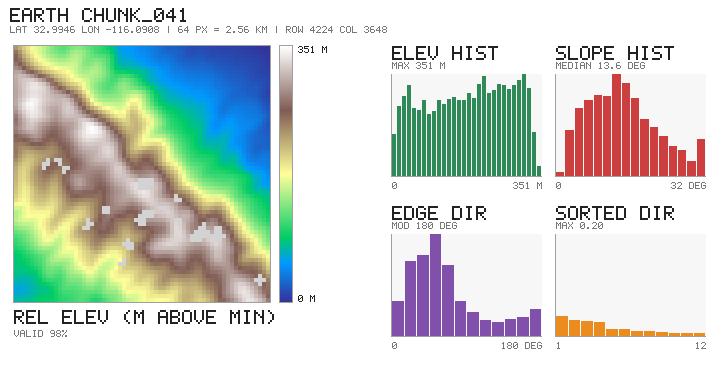 EARTH CHUNK_041
LAT 32.9946 LON -116.0908 | 64 PX = 2.56 KM | ROW 4224 COL 3648
351 M
0 M
REL ELEV (M ABOVE MIN)
VALID 98%
ELEV HIST
MAX 351 M
0 351 M
SLOPE HIST
MEDIAN 13.6 DEG
0 32 DEG
EDGE DIR
MOD 180 DEG
0 180 DEG
SORTED DIR
MAX 0.20
1 12